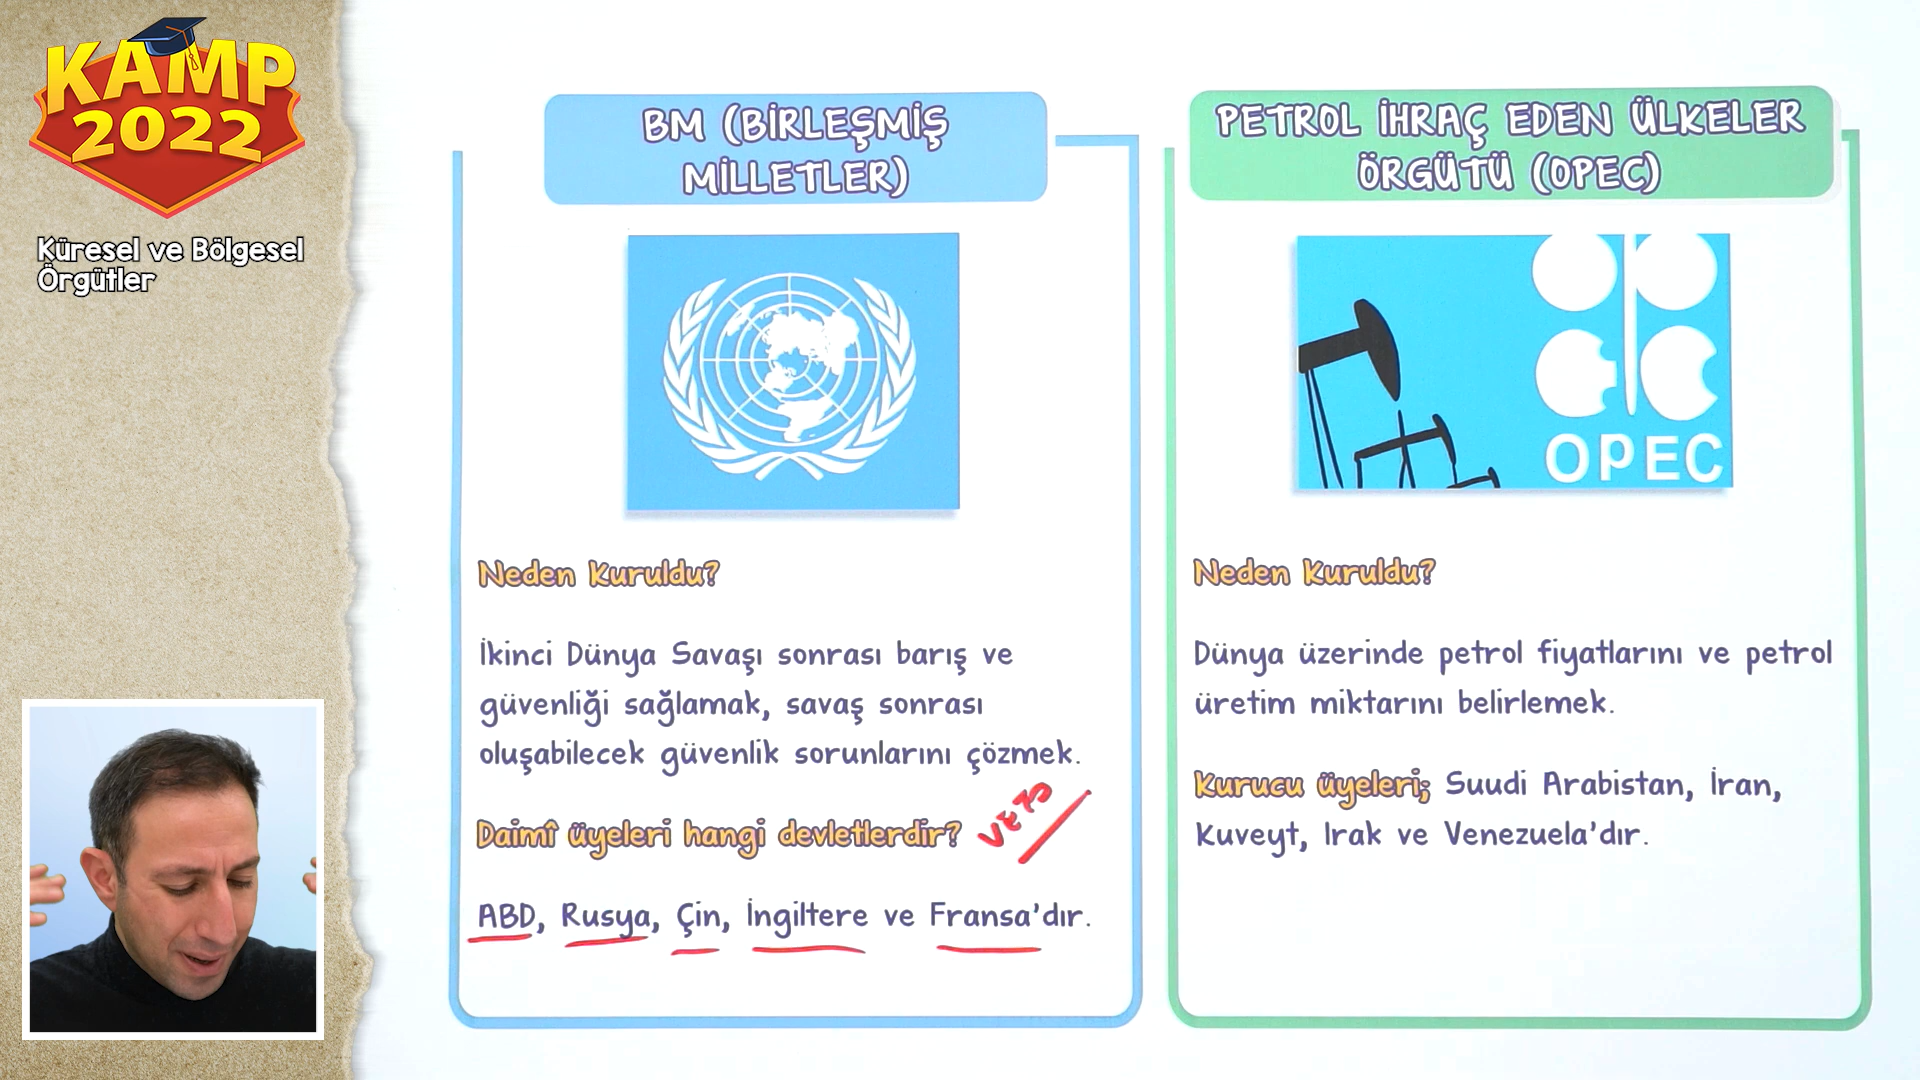 KAMP
2022
Küresel ve Bölgesel
Örgütler
BM (BİRLEŞMİŞ
MİLLETLER)
Neden Kuruldu?
İkinci Dünya Savaşı sonrası barış ve
güvenliği sağlamak, savaş sonrası
oluşabilecek güvenlik sorunlarını çözmek.
Daimî üyeleri hangi devletlerdir?
ABD, Rusya, Çin, İngiltere ve Fransa'dır.
PETROL İHRAÇ EDEN ÜLKELER
ÖRGÜTÜ (OPEC)
OPEC
Neden Kuruldu?
Dünya üzerinde petrol fiyatlarını ve petrol
üretim miktarını belirlemek.
Kurucu üyeleri; Suudi Arabistan, İran,
Kuveyt, Irak ve Venezuela'dır.